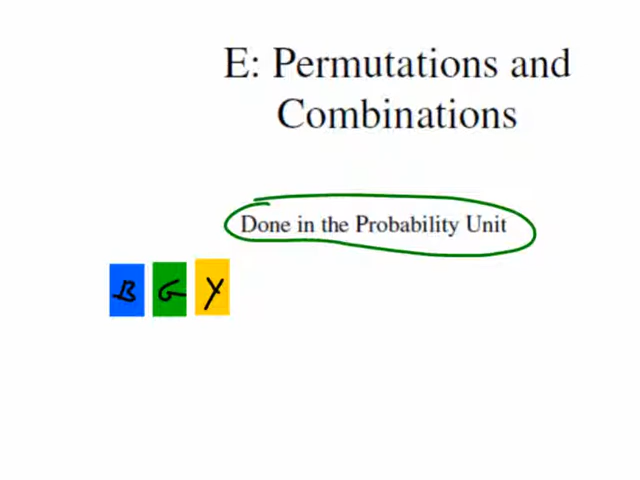 E: Permutations and
Combinations
Done in the Probability Unit
B G Y